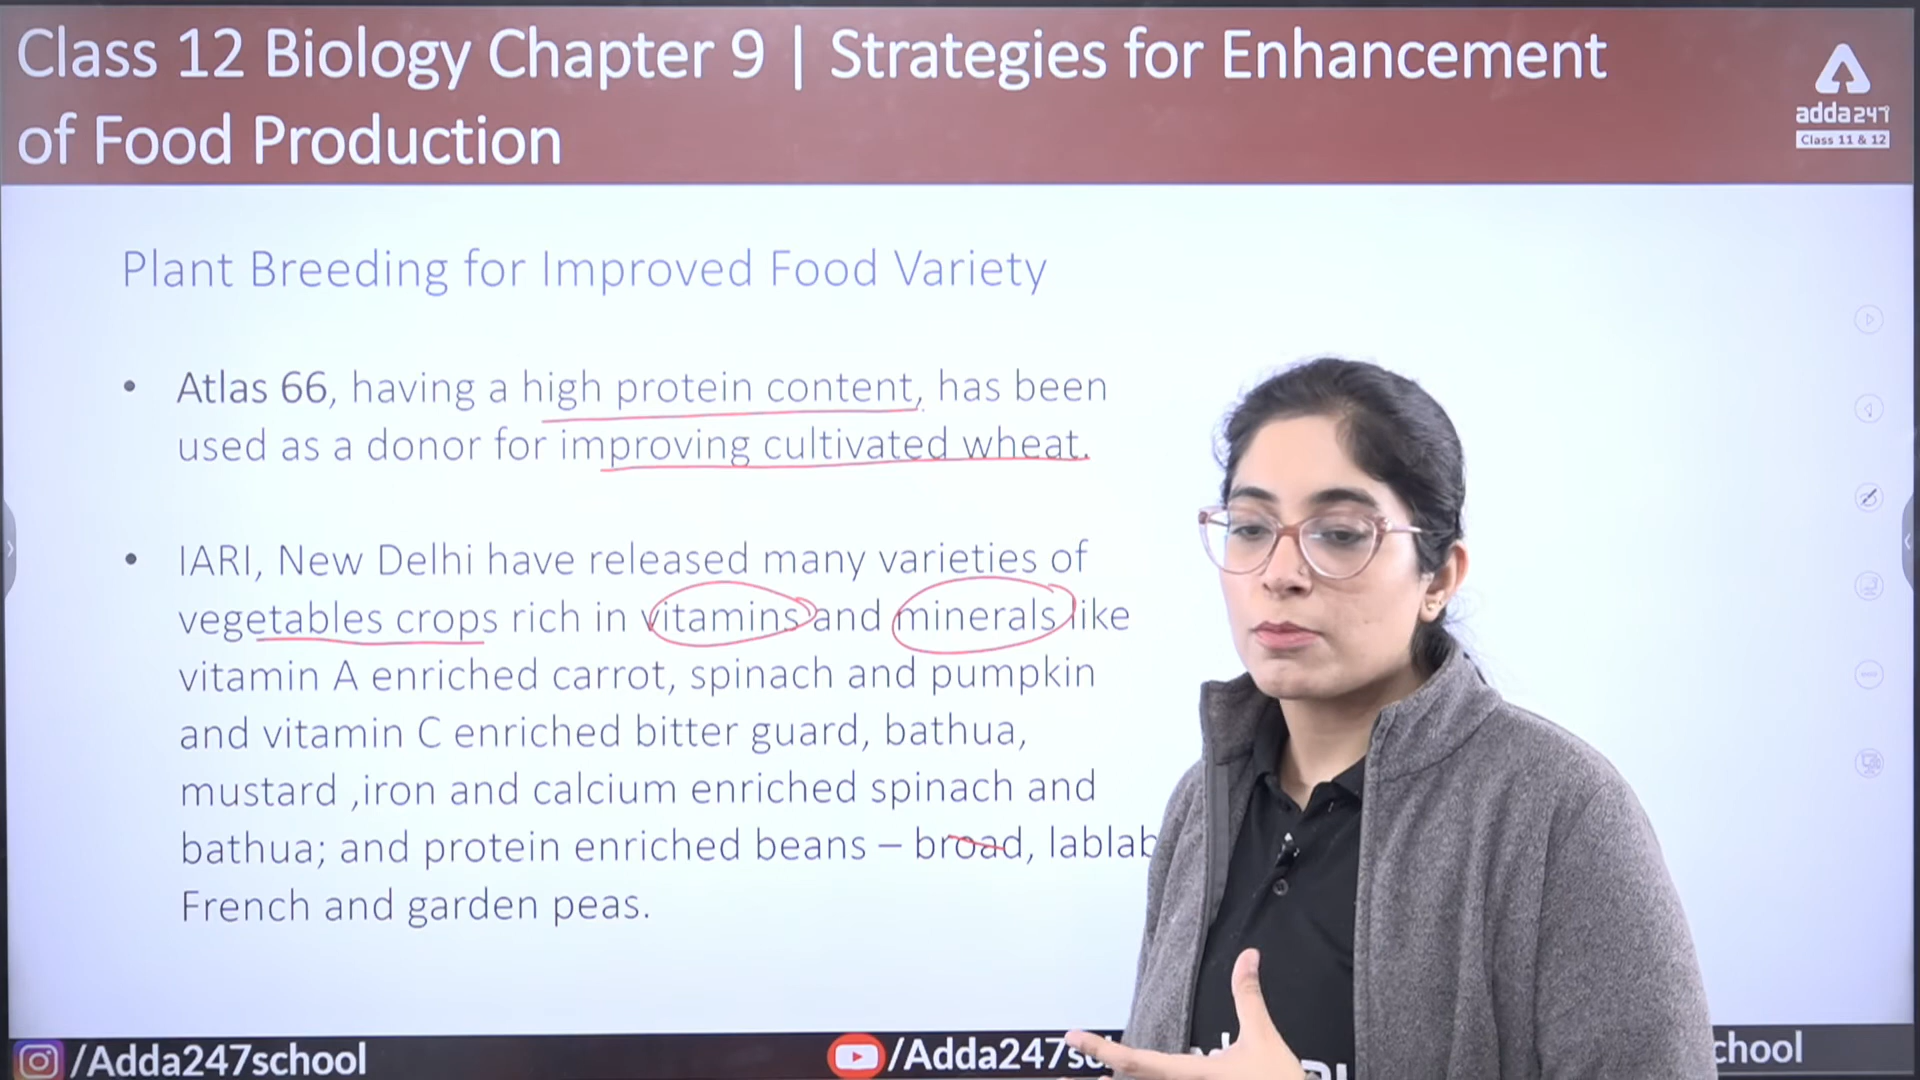 Class 12 Biology Chapter 9 | Strategies for Enhancement
of Food Production
adda247
Class 11 & 12
Plant Breeding for Improved Food Variety
• Atlas 66, having a high protein content, has been
used as a donor for improving cultivated wheat.
• IARI, New Delhi have released many varieties of
vegetables crops rich in vitamins and minerals like
vitamin A enriched carrot, spinach and pumpkin
and vitamin C enriched bitter guard, bathua,
mustard ,iron and calcium enriched spinach and
bathua; and protein enriched beans – broad, lablab
French and garden peas.
/Adda247school
/Adda247sc
chool